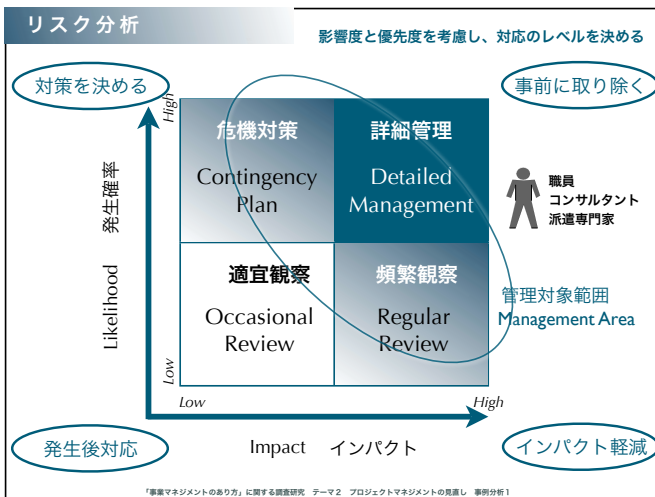 リスク分析
影響度と優先度を考慮し、対応のレベルを決める
対策を決める
事前に取り除く
High
危機対策
Contingency
Plan
詳細管理
Detailed
Management
職員
コンサルタント
派遣専門家
発生確率
Likelihood
適宜観察
Occasional
Review
頻繁観察
Regular
Review
管理対象範囲
Management Area
Low
Low
High
発生後対応
Impact インパクト
インパクト軽減
「事業マネジメントのあり方」に関する調査研究 テーマ2 プロジェクトマネジメントの見直し 事例分析1